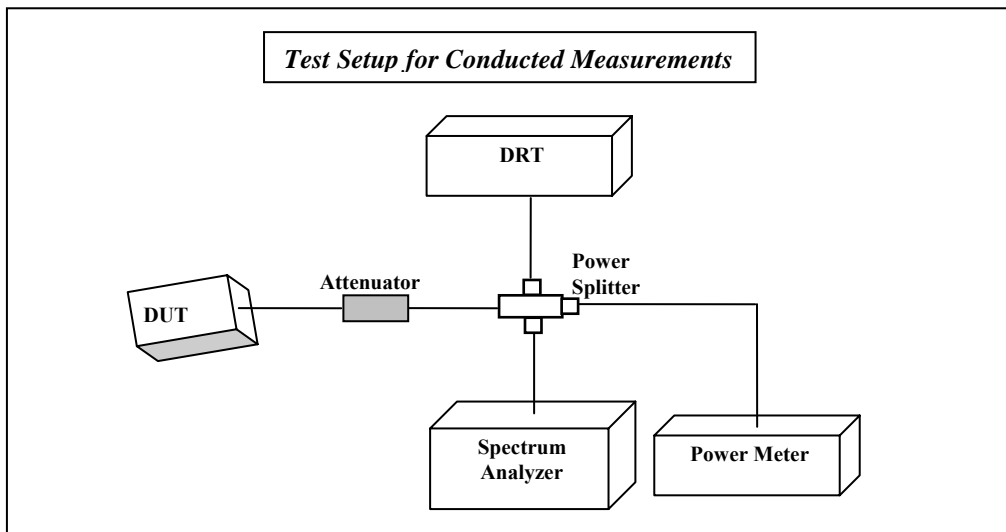 Test Setup for Conducted Measurements
DRT
Power
Splitter
Attenuator
DUT
Spectrum
Analyzer
Power Meter